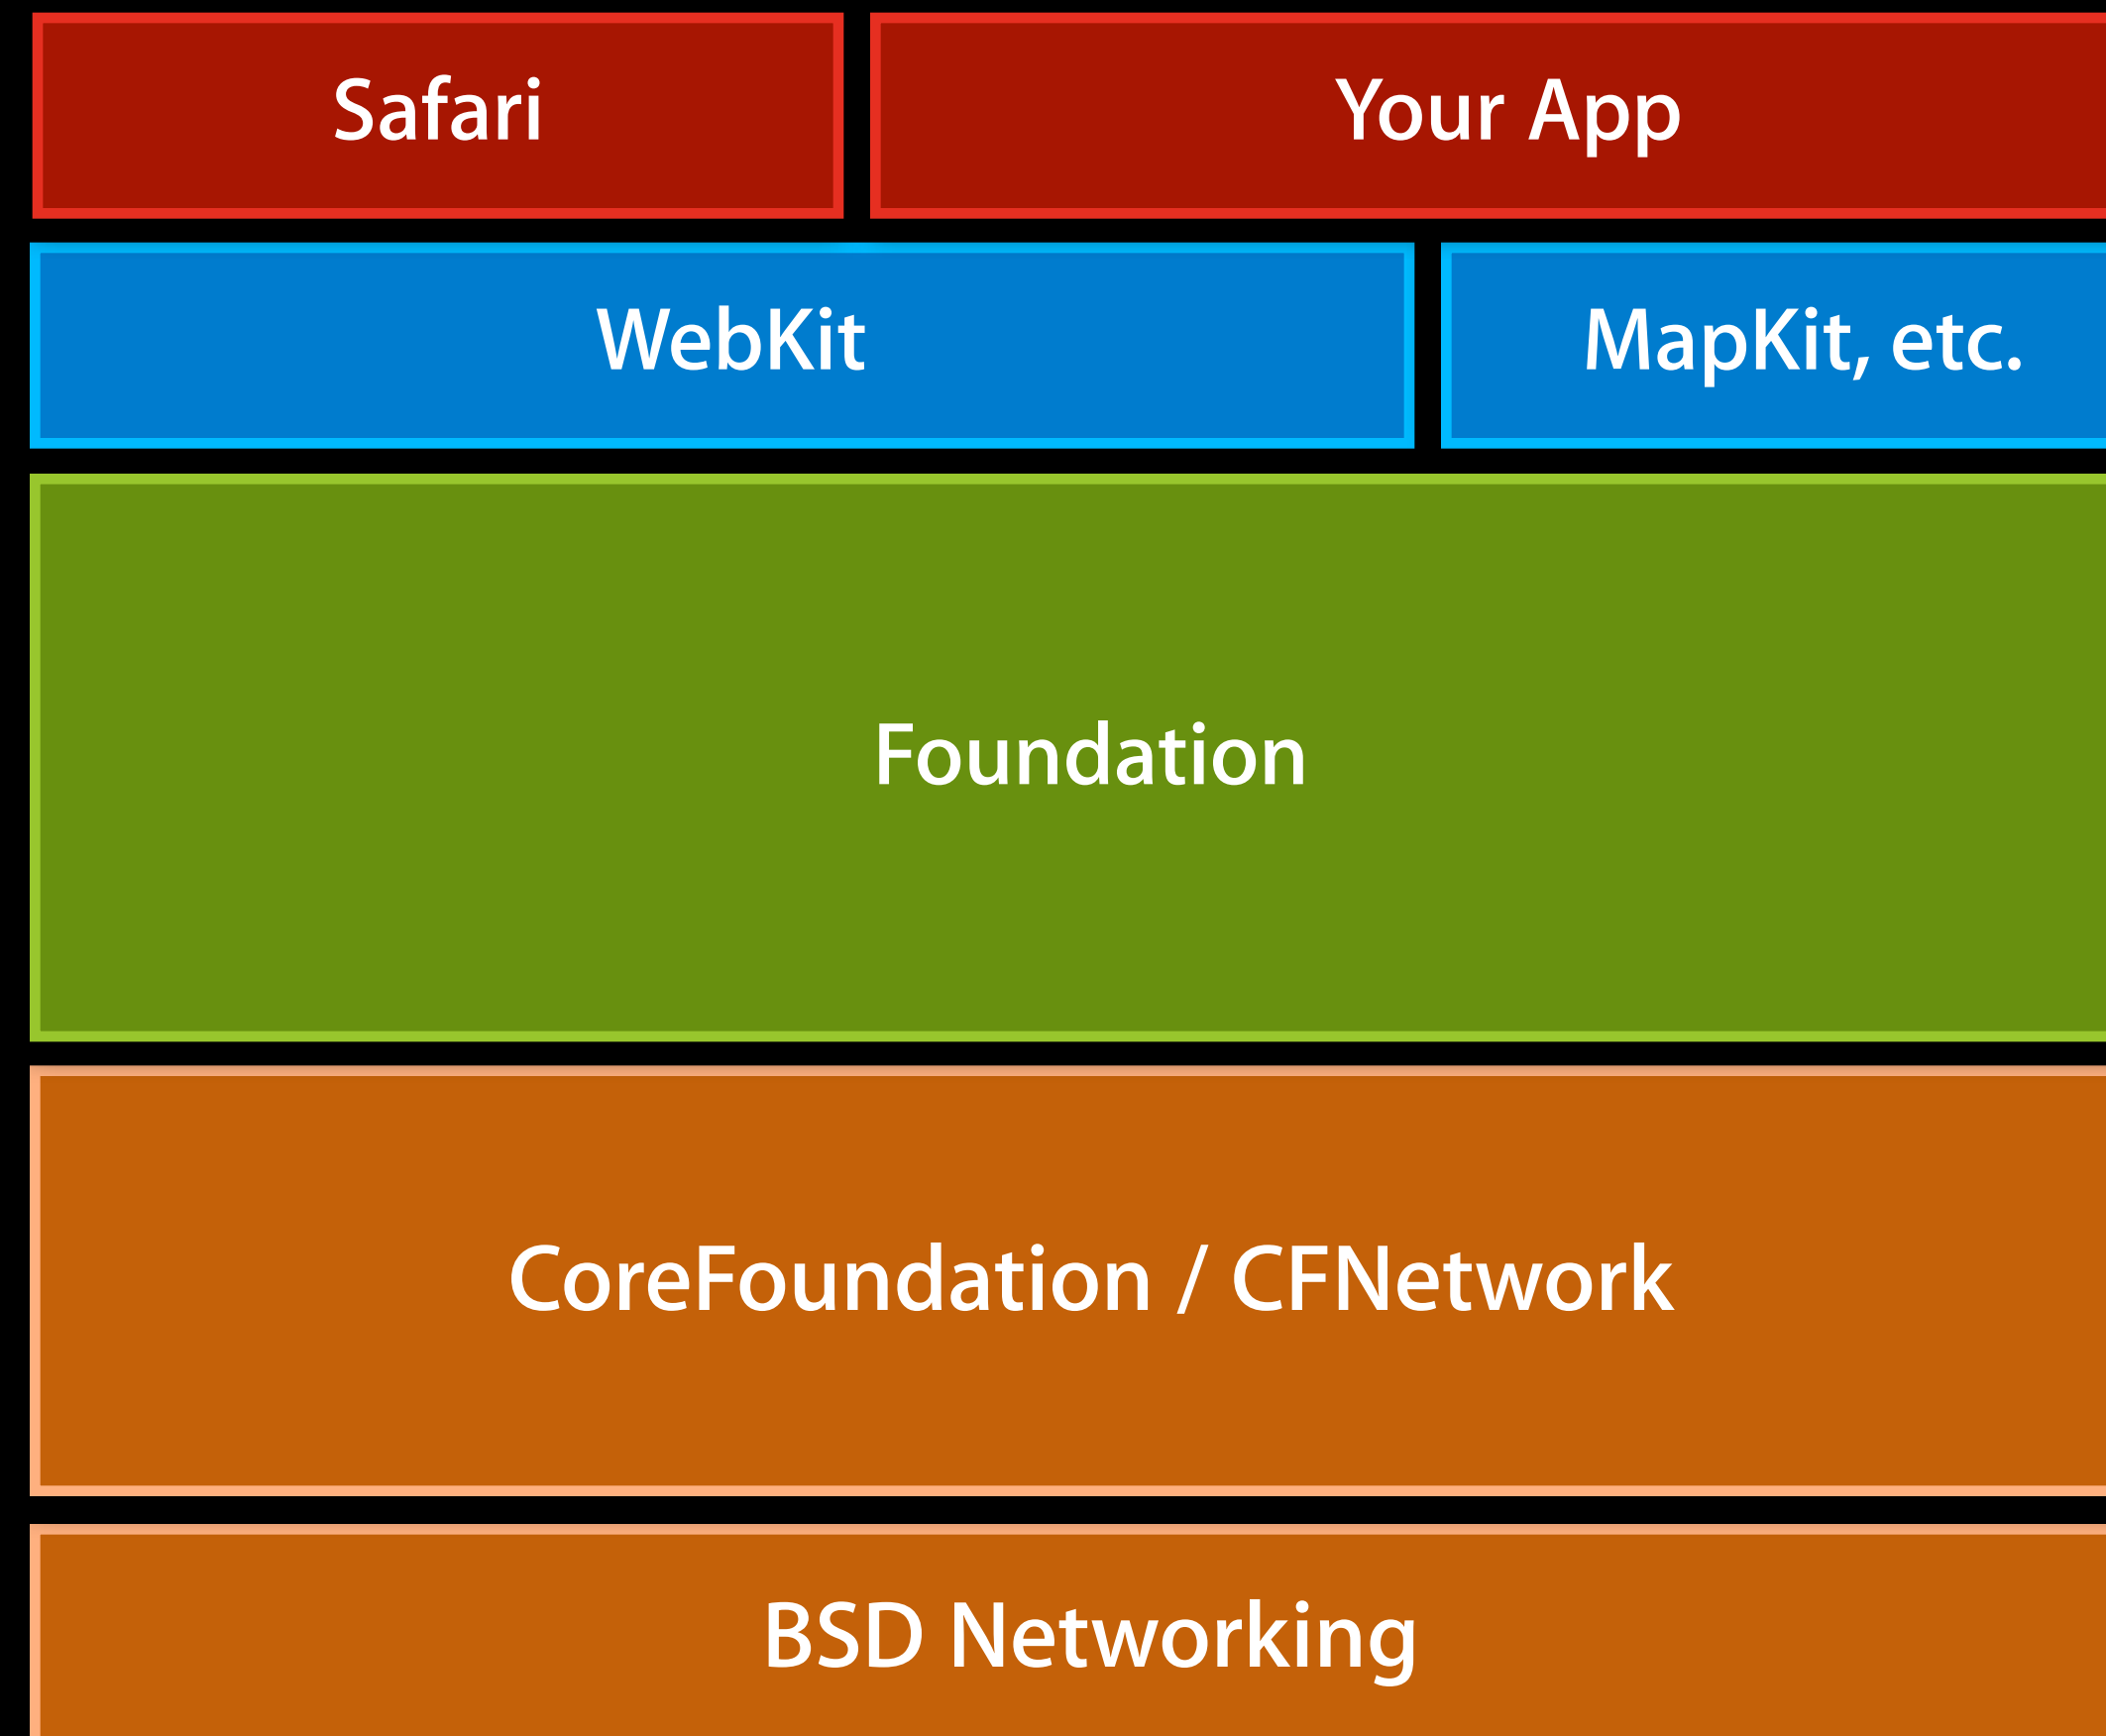 Safari
Your App
WebKit
MapKit, etc.
Foundation
CoreFoundation / CFNetwork
BSD Networking